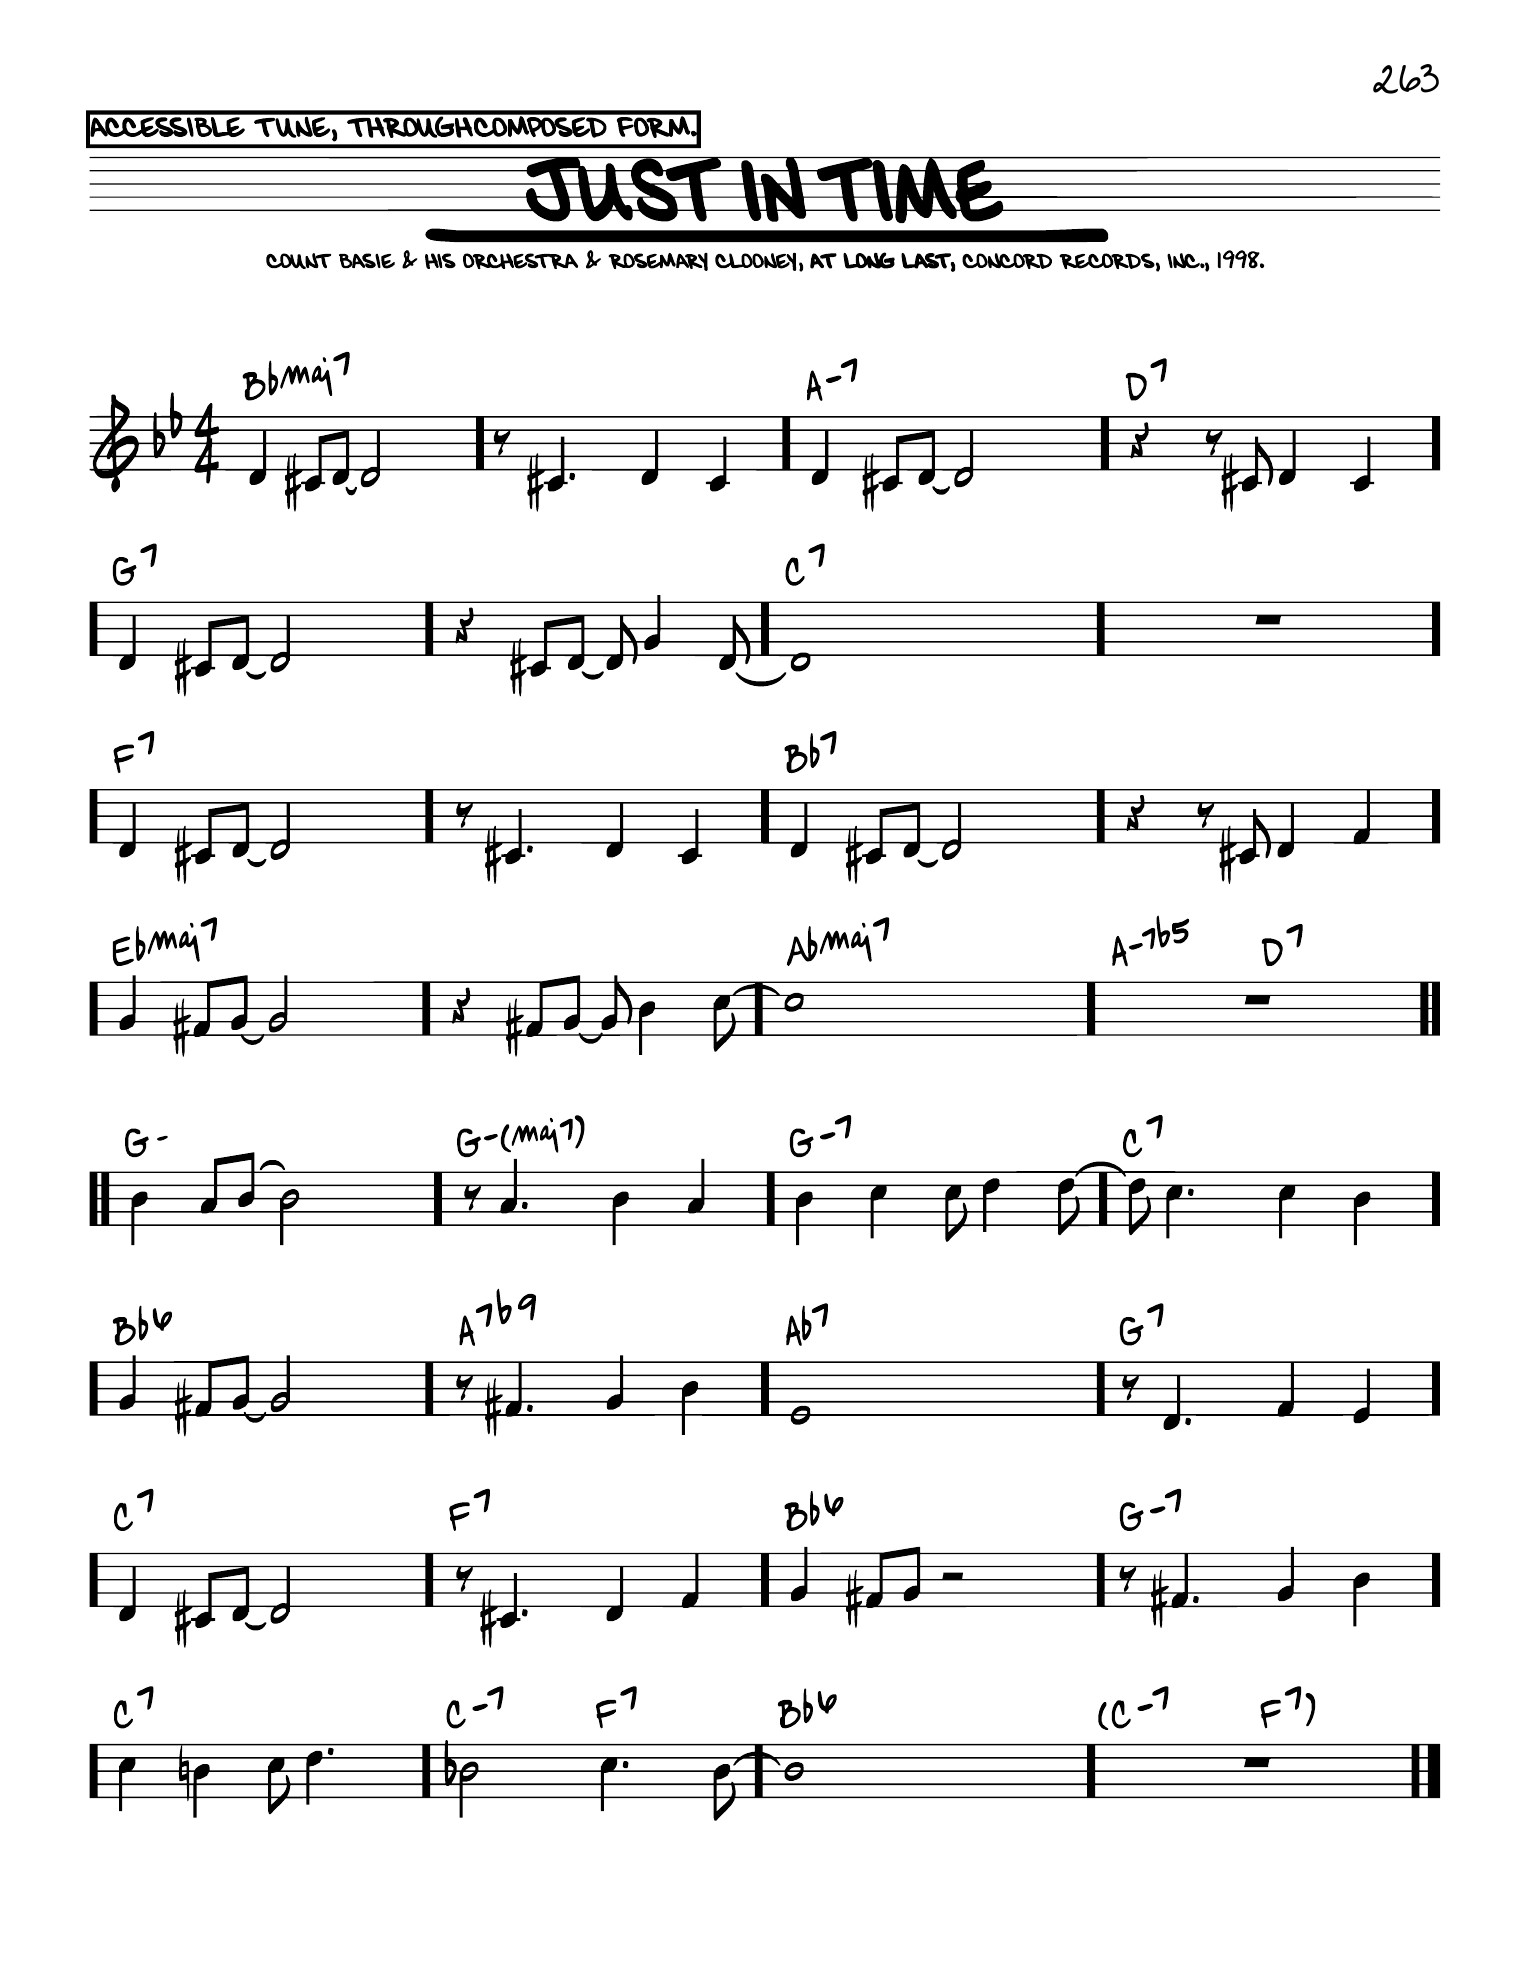 263
ACCESSIBLE TUNE, THROUGHCOMPOSED FORM.
JUST IN TIME
COUNT BASIE & HIS ORCHESTRA & ROSEMARY CLOONEY, AT LONG LAST, CONCORD RECORDS, INC., 1998.
Bbmaj7 A-7 D7
4
4
G7 C7
F7 Bb7
Ebmaj7 Abmaj7 A-7b5 D7
G- G-(maj7) G-7 C7
Bb6 A7b9 Ab7 G7
C7 F7 Bb6 G-7
C7 C-7 F7 Bb6 (C-7 F7)